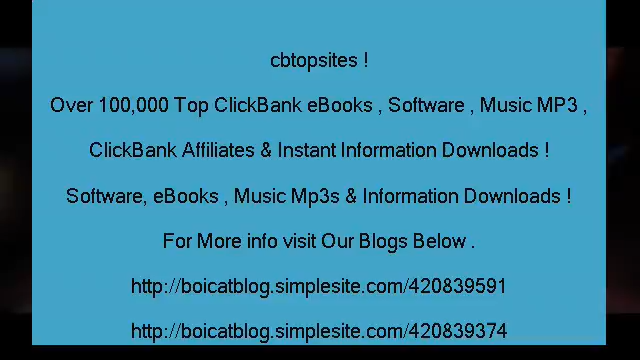 cbtopsites !
Over 100,000 Top ClickBank eBooks , Software , Music MP3 ,
ClickBank Affiliates & Instant Information Downloads !
Software, eBooks , Music Mp3s & Information Downloads !
For More info visit Our Blogs Below .
http://boicatblog.simplesite.com/420839591
http://boicatblog.simplesite.com/420839374